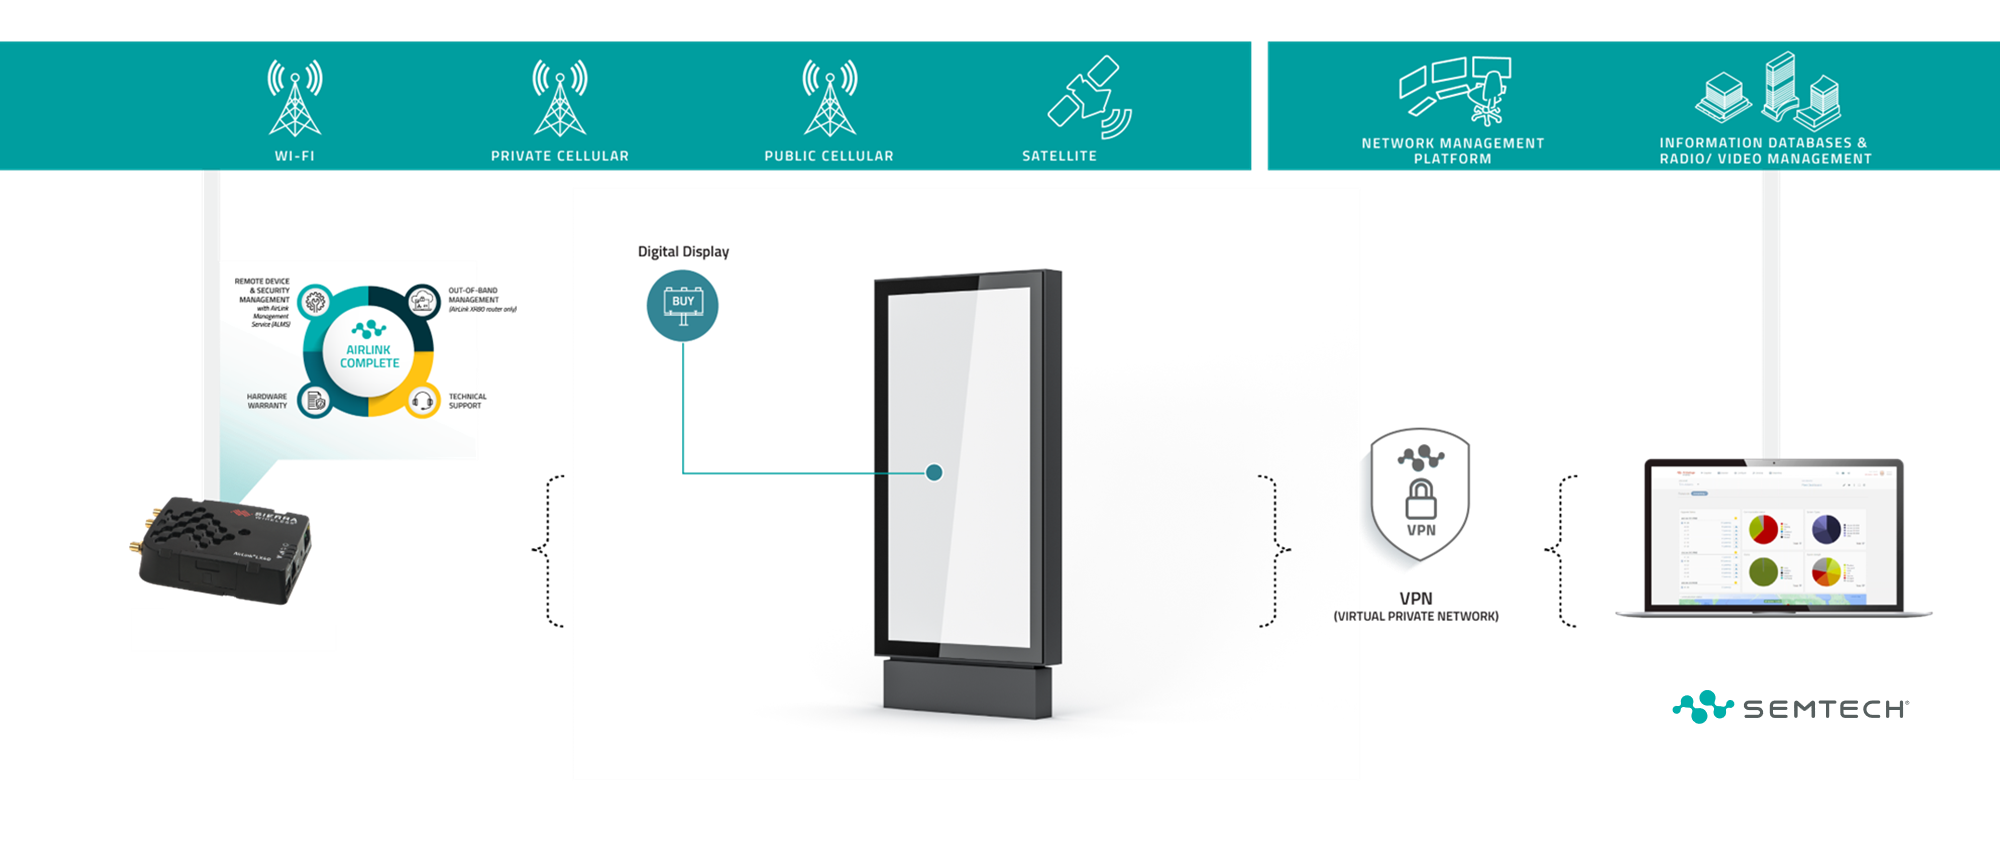 WI-FI
PRIVATE CELLULAR
PUBLIC CELLULAR
SATELLITE
NETWORK MANAGEMENT
PLATFORM
INFORMATION DATABASES &
RADIO/ VIDEO MANAGEMENT
REMOTE DEVICE
& SECURITY
MANAGEMENT
with AirLink
Management
Service (ALMS)
OUT-OF-BAND
MANAGEMENT
(AirLink XR80 router only)
AIRLINK
COMPLETE
HARDWARE
WARRANTY
TECHNICAL
SUPPORT
Digital Display
BUY
SIERRA
WIRELESS
VPN
VPN
(VIRTUAL PRIVATE NETWORK)
SEMTECH®